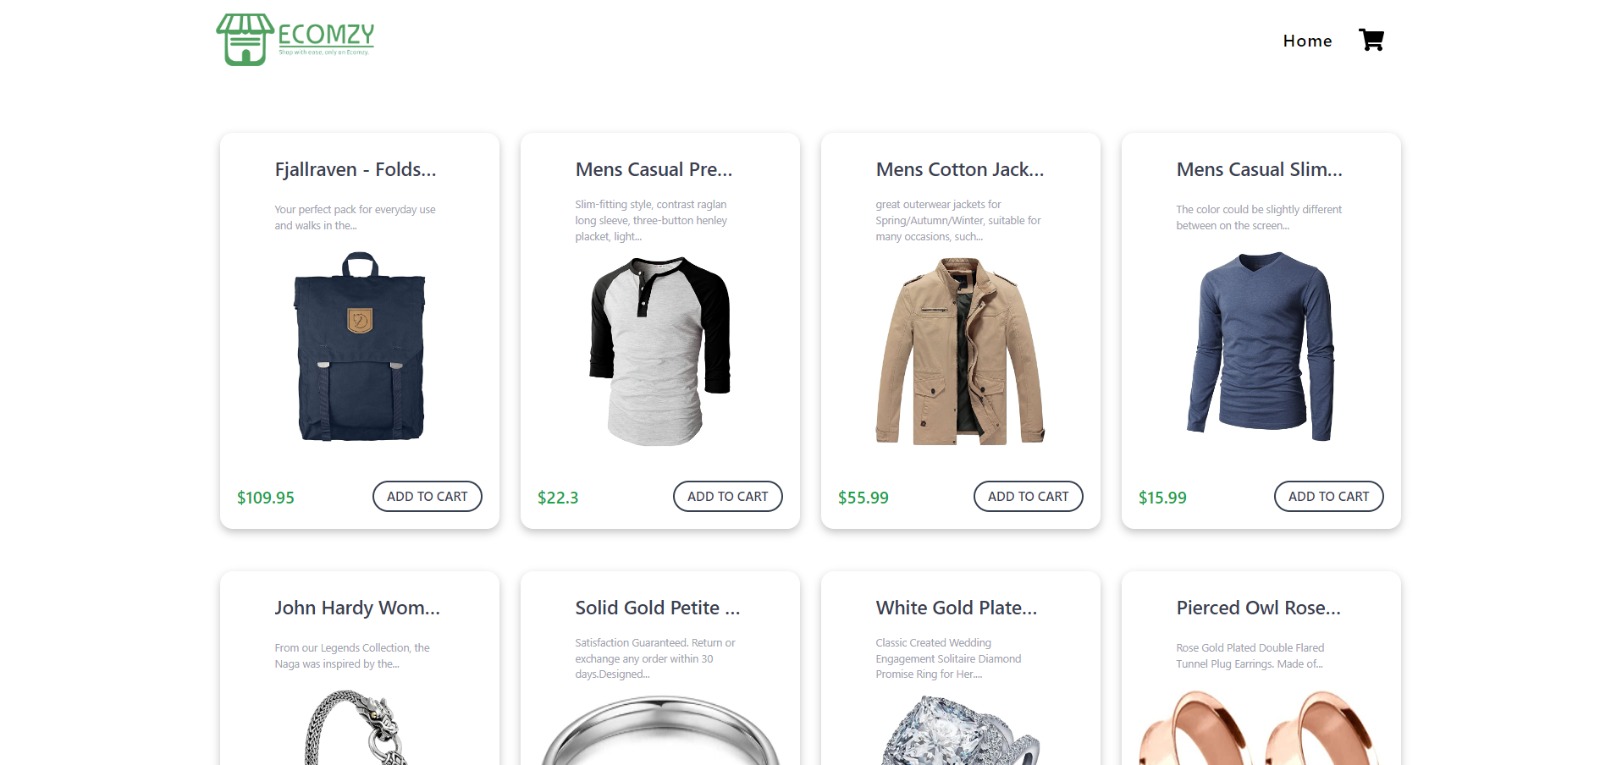 ECOMZY
Shop with ease, only on Ecomzy.
Home
Fjallraven - Folds...
Your perfect pack for everyday use
and walks in the...
$109.95
ADD TO CART
Mens Casual Pre...
Slim-fitting style, contrast raglan
long sleeve, three-button henley
placket, light...
$22.3
ADD TO CART
Mens Cotton Jack...
great outerwear jackets for
Spring/Autumn/Winter, suitable for
many occasions, such...
$55.99
ADD TO CART
Mens Casual Slim...
The color could be slightly different
between on the screen...
$15.99
ADD TO CART
John Hardy Wom...
From our Legends Collection, the
Naga was inspired by the...
Solid Gold Petite ...
Satisfaction Guaranteed. Return or
exchange any order within 30
days.Designed...
White Gold Plate...
Classic Created Wedding
Engagement Solitaire Diamond
Promise Ring for Her....
Pierced Owl Rose...
Rose Gold Plated Double Flared
Tunnel Plug Earrings. Made of...